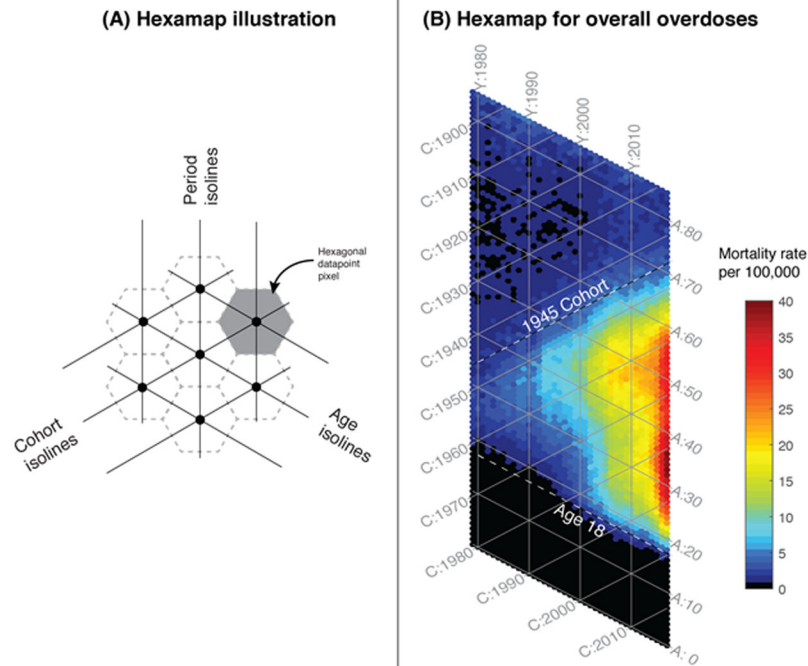 (A) Hexamap illustration
Period
isolines
Hexagonal
datapoint
pixel
Cohort
isolines
Age
isolines
(B) Hexamap for overall overdoses
Y:1980
Y:1990
Y:2000
Y:2010
C:1900
C:1910
C:1920
C:1930
C:1940
C:1950
C:1960
C:1970
C:1980
C:1990
C:2000
C:2010
A:80
A:70
A:60
A:50
A:40
A:30
A:20
A:10
A: 0
1945 Cohort
Age 18
Mortality rate
per 100,000
40
35
30
25
20
15
10
5
0